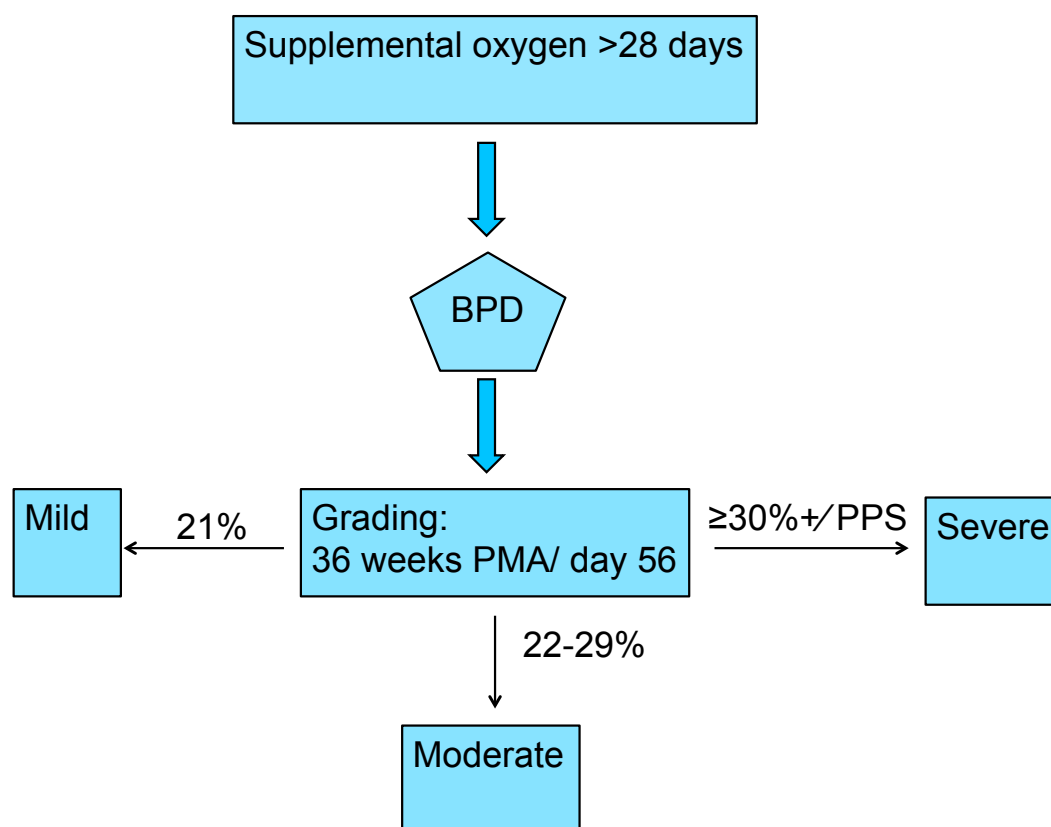 Supplemental oxygen >28 days
BPD
Mild
21%
Grading:
36 weeks PMA/ day 56
≥30%+/PPS
Severe
22-29%
Moderate